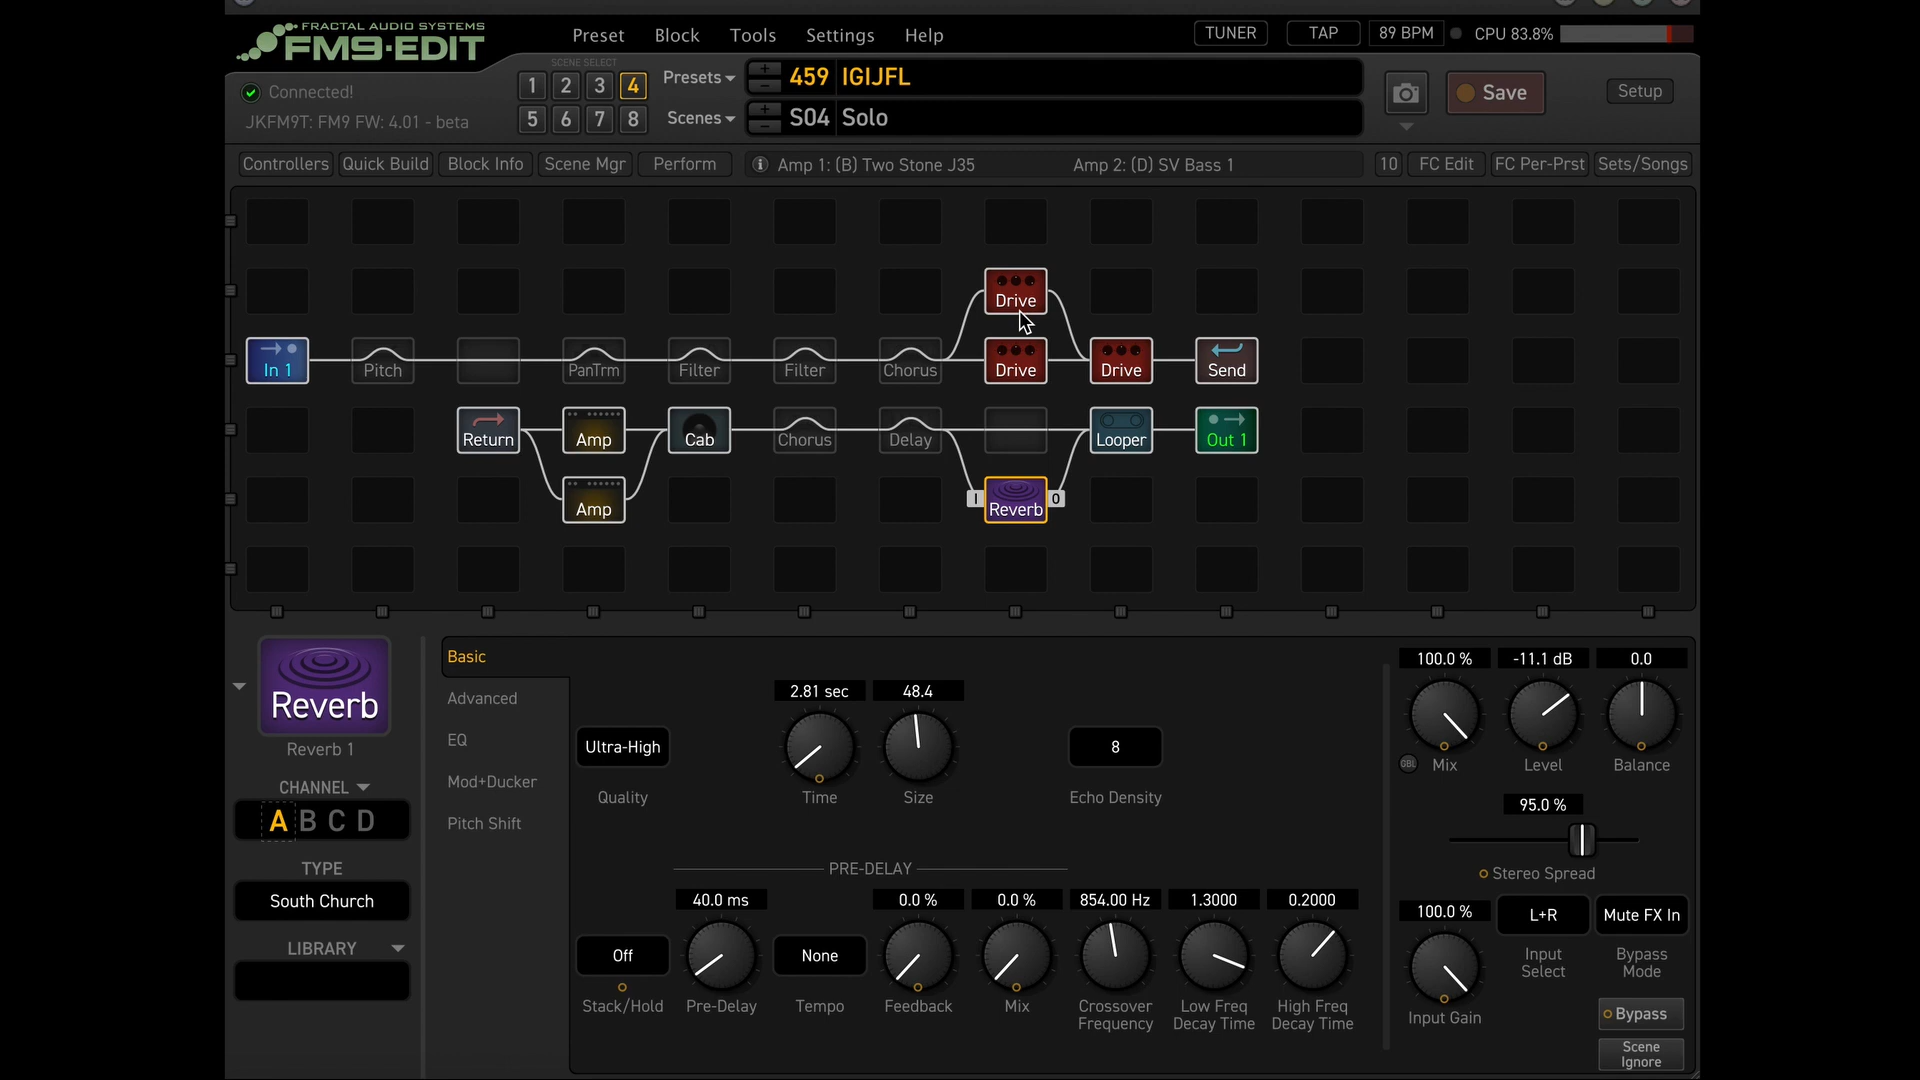 FRACTAL AUDIO SYSTEMS
FM9-EDIT
Preset Block Tools Settings Help
TUNER TAP 89 BPM CPU 83.8%
SCENE SELECT
1 2 3 4
5 6 7 8
Presets
Scenes
+ − 459 IGIJFL
+ − S04 Solo
Save
Setup
Connected!
JKFM9T: FM9 FW: 4.01 - beta
Controllers Quick Build Block Info Scene Mgr Perform
Amp 1: (B) Two Stone J35 Amp 2: (D) SV Bass 1
10 FC Edit FC Per-Prst Sets/Songs
Drive
In 1 Pitch PanTrm Filter Filter Chorus Drive Drive Send
Return Amp Cab Chorus Delay Looper Out 1
Amp I Reverb O
Reverb
Reverb 1
CHANNEL
A B C D
TYPE
South Church
LIBRARY
Basic
Advanced
EQ
Mod+Ducker
Pitch Shift
2.81 sec 48.4
Ultra-High 8
Quality Time Size Echo Density
PRE-DELAY
40.0 ms 0.0 % 0.0 % 854.00 Hz 1.3000 0.2000
Off None
Stack/Hold Pre-Delay Tempo Feedback Mix Crossover Frequency Low Freq Decay Time High Freq Decay Time
100.0 % -11.1 dB 0.0
GBL Mix Level Balance
95.0 %
Stereo Spread
100.0 % L+R Mute FX In
Input Gain Input Select Bypass Mode
Bypass
Scene Ignore